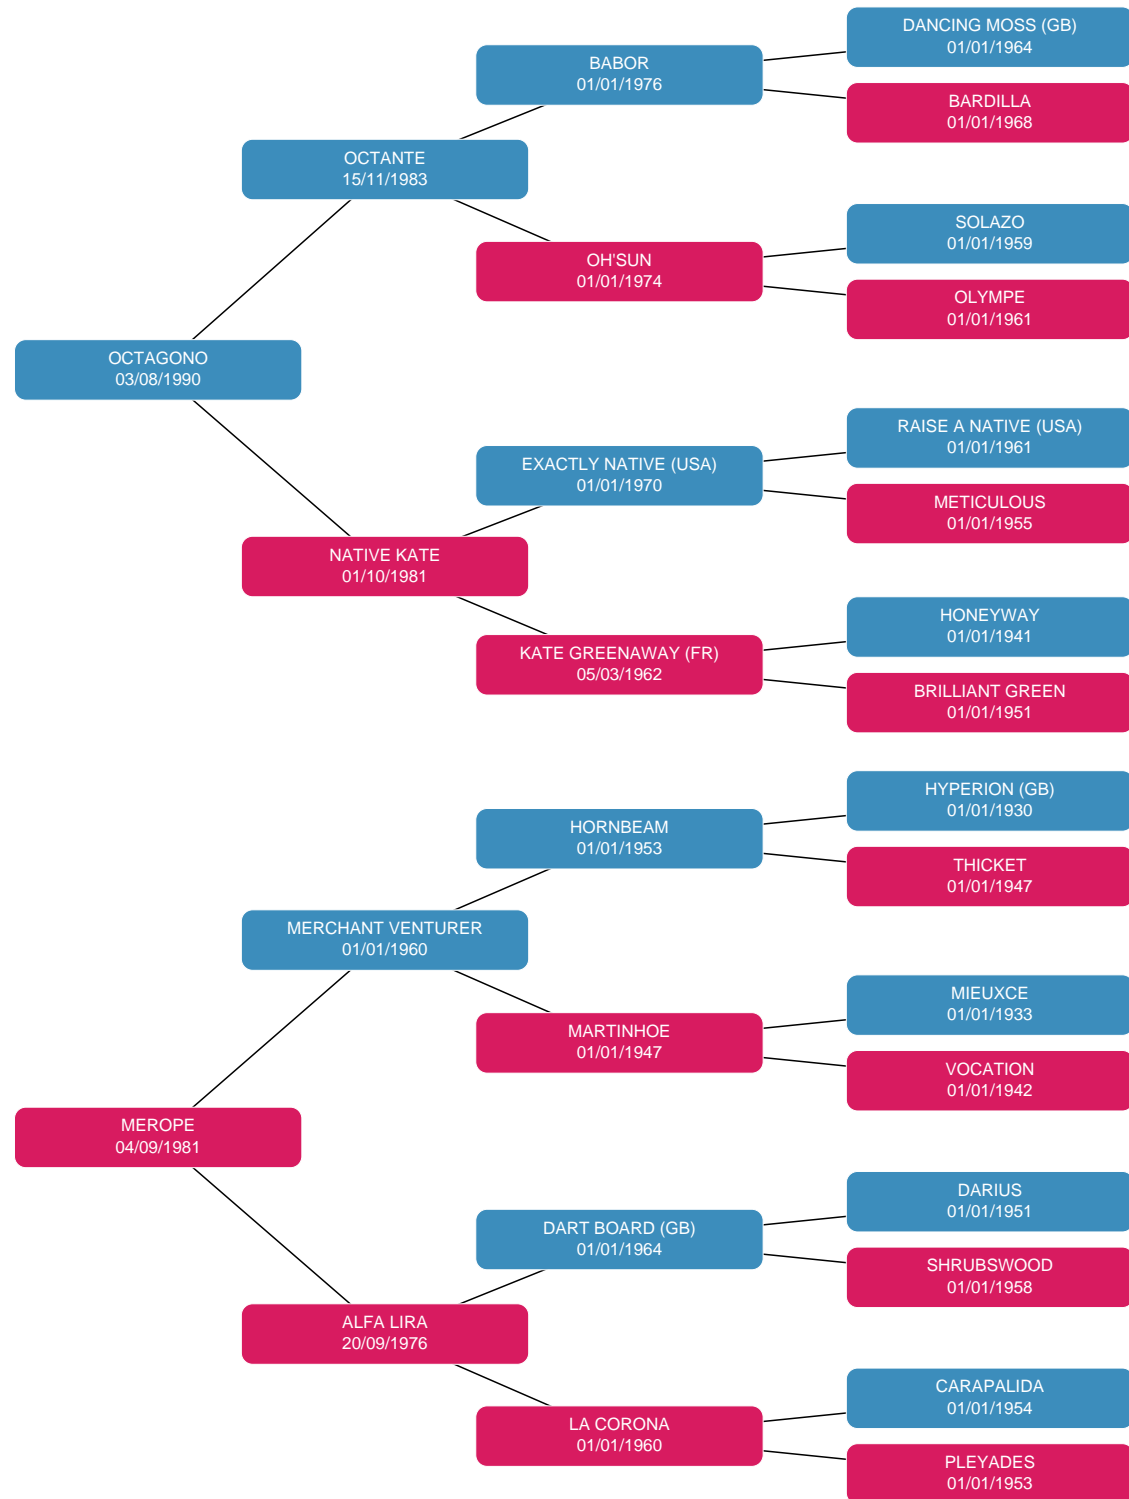 DANCING MOSS (GB)
01/01/1964
BABOR
01/01/1976
BARDILLA
01/01/1968
OCTANTE
15/11/1983
SOLAZO
01/01/1959
OH'SUN
01/01/1974
OLYMPE
01/01/1961
OCTAGONO
03/08/1990
RAISE A NATIVE (USA)
01/01/1961
EXACTLY NATIVE (USA)
01/01/1970
METICULOUS
01/01/1955
NATIVE KATE
01/10/1981
HONEYWAY
01/01/1941
KATE GREENAWAY (FR)
05/03/1962
BRILLIANT GREEN
01/01/1951
HYPERION (GB)
01/01/1930
HORNBEAM
01/01/1953
THICKET
01/01/1947
MERCHANT VENTURER
01/01/1960
MIEUXCE
01/01/1933
MARTINHOE
01/01/1947
VOCATION
01/01/1942
MEROPE
04/09/1981
DARIUS
01/01/1951
DART BOARD (GB)
01/01/1964
SHRUBSWOOD
01/01/1958
ALFA LIRA
20/09/1976
CARAPALIDA
01/01/1954
LA CORONA
01/01/1960
PLEYADES
01/01/1953